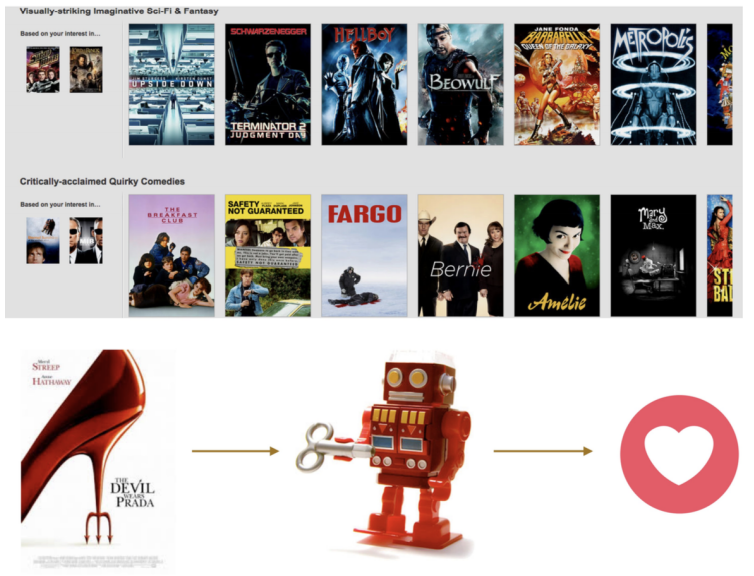 Visually-striking Imaginative Sci-Fi & Fantasy
Based on your interest in...
UPSIDE DOWN
SCHWARZENEGGER
TERMINATOR 2
JUDGMENT DAY
HELLBOY
BEOWULF
JANE FONDA
BARBARELLA
QUEEN OF THE GALAXY
METROPOLIS
Critically-acclaimed Quirky Comedies
Based on your interest in...
THE
BREAKFAST
CLUB
SAFETY
NOT GUARANTEED
FARGO
Bernie
Amélie
Mary
and
Max.
ST
BAL
Meryl
STREEP
Anne
HATHAWAY
THE
DEVIL
WEARS
PRADA